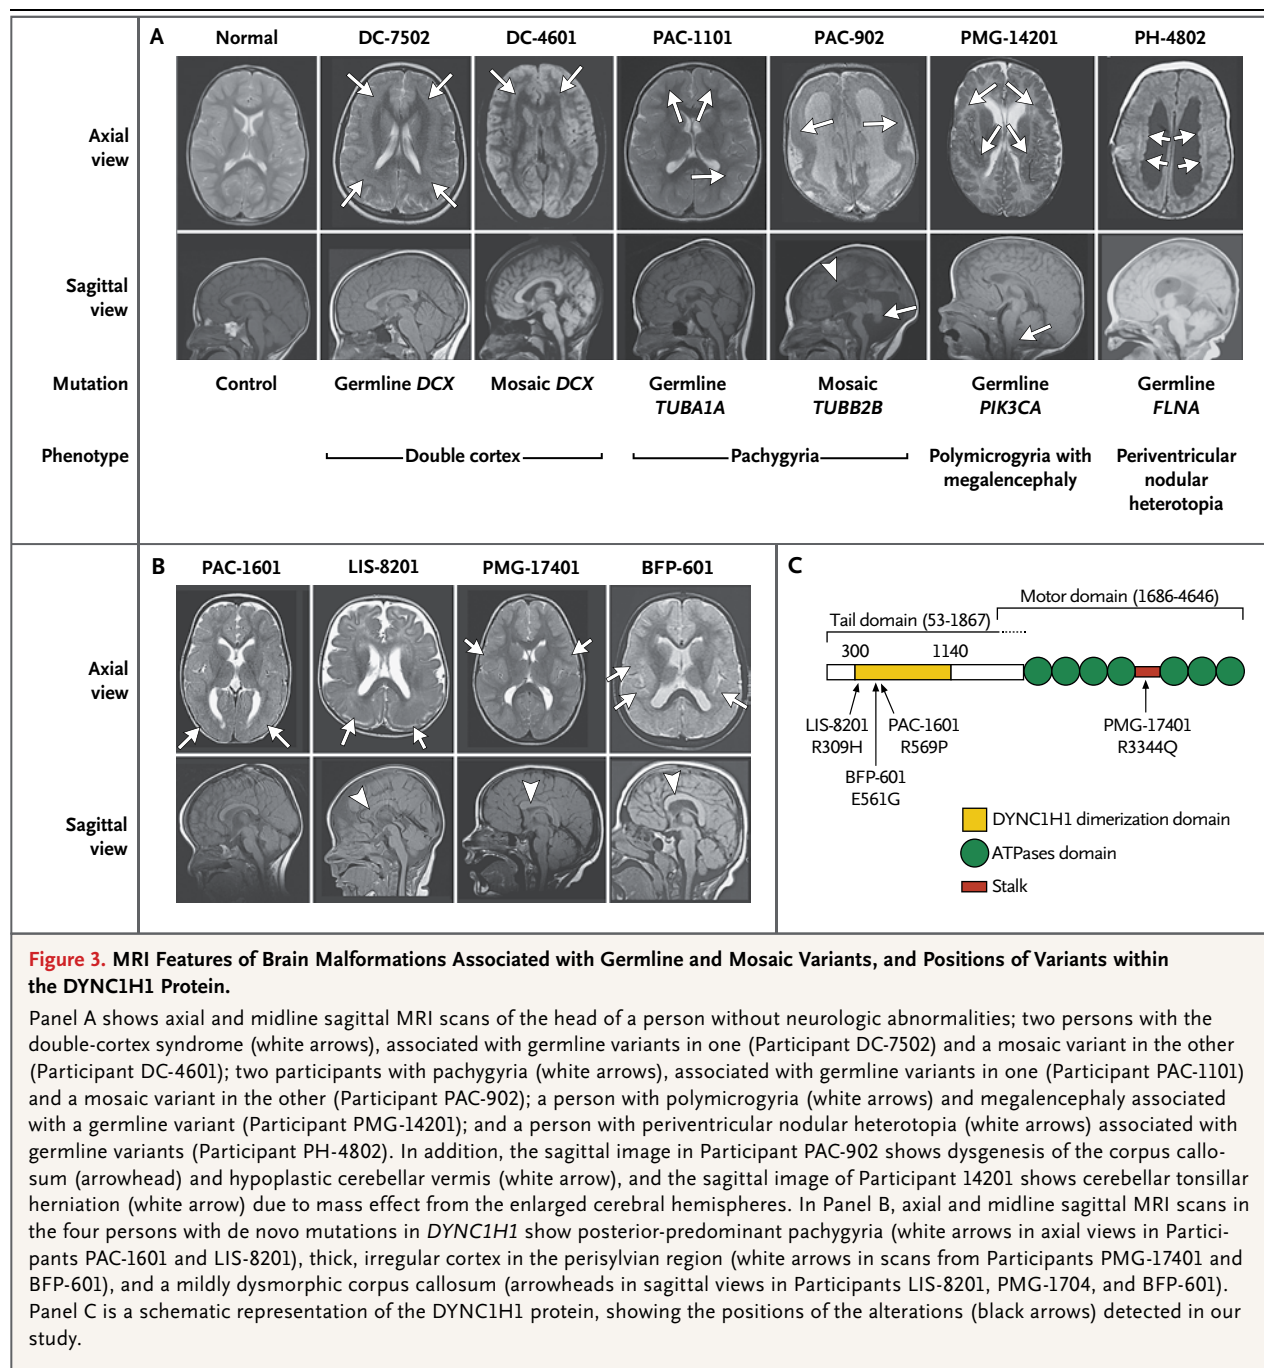 A
Normal DC-7502 DC-4601 PAC-1101 PAC-902 PMG-14201 PH-4802
Axial
view
Sagittal
view
Mutation Control Germline DCX Mosaic DCX Germline Mosaic Germline Germline
TUBA1A TUBB2B PIK3CA FLNA
Phenotype Double cortex Pachygyria Polymicrogyria with Periventricular
megalencephaly nodular
heterotopia
B
PAC-1601 LIS-8201 PMG-17401 BFP-601
Axial
view
Sagittal
view
C
Motor domain (1686-4646)
Tail domain (53-1867)
300 1140
LIS-8201 PAC-1601 PMG-17401
R309H R569P R3344Q
BFP-601
E561G
DYNC1H1 dimerization domain
ATPases domain
Stalk
Figure 3. MRI Features of Brain Malformations Associated with Germline and Mosaic Variants, and Positions of Variants within
the DYNC1H1 Protein.
Panel A shows axial and midline sagittal MRI scans of the head of a person without neurologic abnormalities; two persons with the
double-cortex syndrome (white arrows), associated with germline variants in one (Participant DC-7502) and a mosaic variant in the other
(Participant DC-4601); two participants with pachygyria (white arrows), associated with germline variants in one (Participant PAC-1101)
and a mosaic variant in the other (Participant PAC-902); a person with polymicrogyria (white arrows) and megalencephaly associated
with a germline variant (Participant PMG-14201); and a person with periventricular nodular heterotopia (white arrows) associated with
germline variants (Participant PH-4802). In addition, the sagittal image in Participant PAC-902 shows dysgenesis of the corpus callo-
sum (arrowhead) and hypoplastic cerebellar vermis (white arrow), and the sagittal image of Participant 14201 shows cerebellar tonsillar
herniation (white arrow) due to mass effect from the enlarged cerebral hemispheres. In Panel B, axial and midline sagittal MRI scans in
the four persons with de novo mutations in DYNC1H1 show posterior-predominant pachygyria (white arrows in axial views in Partici-
pants PAC-1601 and LIS-8201), thick, irregular cortex in the perisylvian region (white arrows in scans from Participants PMG-17401 and
BFP-601), and a mildly dysmorphic corpus callosum (arrowheads in sagittal views in Participants LIS-8201, PMG-1704, and BFP-601).
Panel C is a schematic representation of the DYNC1H1 protein, showing the positions of the alterations (black arrows) detected in our
study.